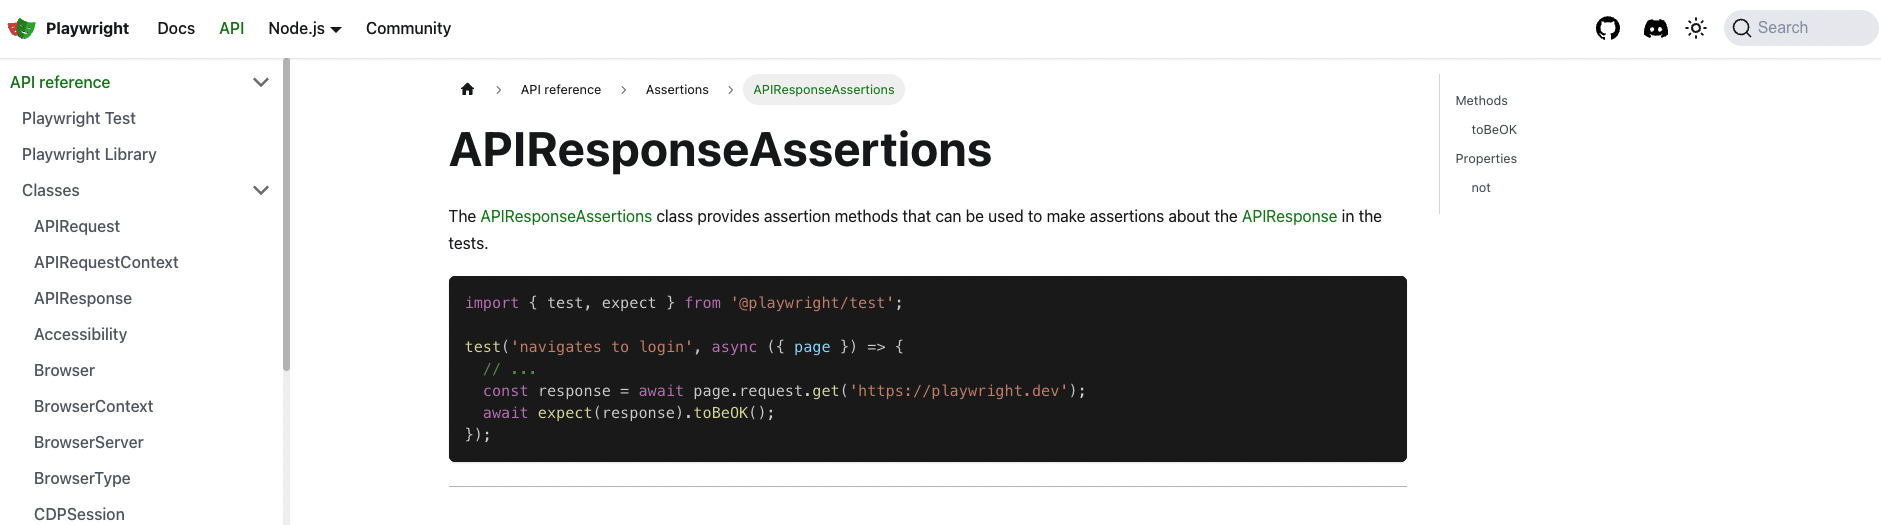 Playwright Docs API Node.js Community Search
API reference
Playwright Test
Playwright Library
Classes
APIRequest
APIRequestContext
APIResponse
Accessibility
Browser
BrowserContext
BrowserServer
BrowserType
CDPSession
API reference Assertions APIResponseAssertions
APIResponseAssertions
The APIResponseAssertions class provides assertion methods that can be used to make assertions about the APIResponse in the
tests.
import { test, expect } from '@playwright/test';
test('navigates to login', async ({ page }) => {
// ...
const response = await page.request.get('https://playwright.dev');
await expect(response).toBeOK();
});
Methods
toBeOK
Properties
not